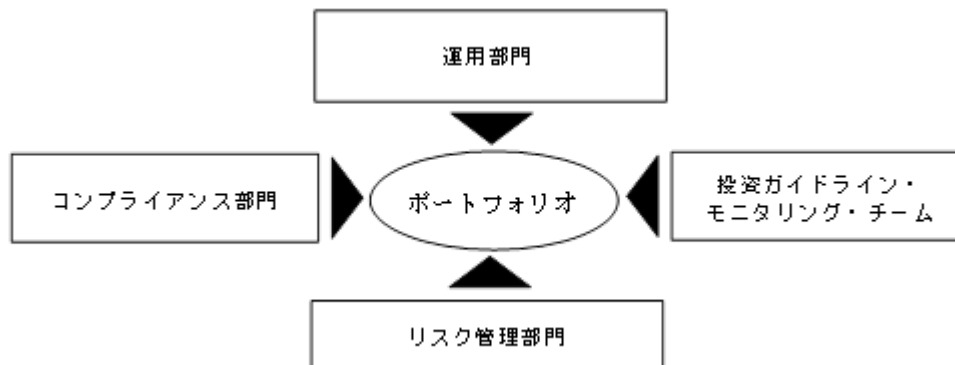 運用部門
コンプライアンス部門
ポートフォリオ
投資ガイドライン・
モニタリング・チーム
リスク管理部門